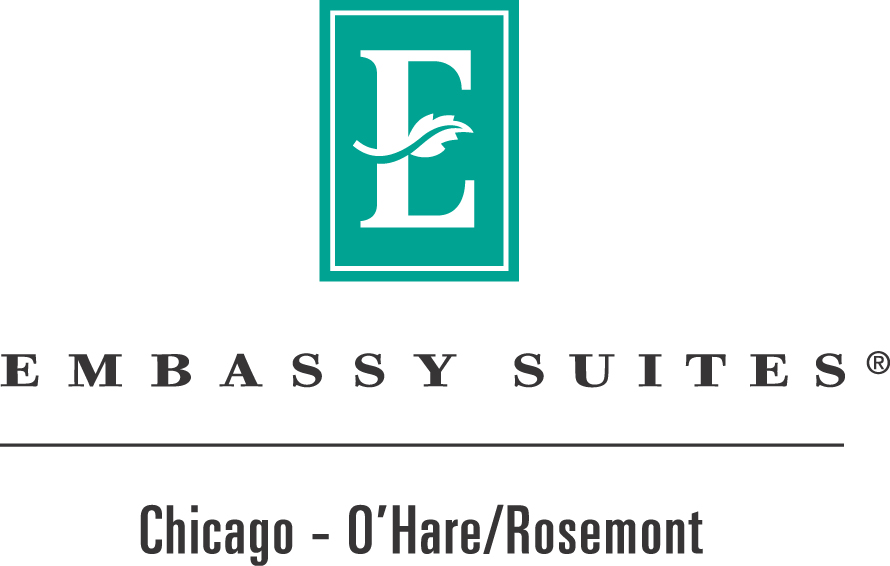 E
EMBASSY SUITES®
Chicago - O'Hare/Rosemont